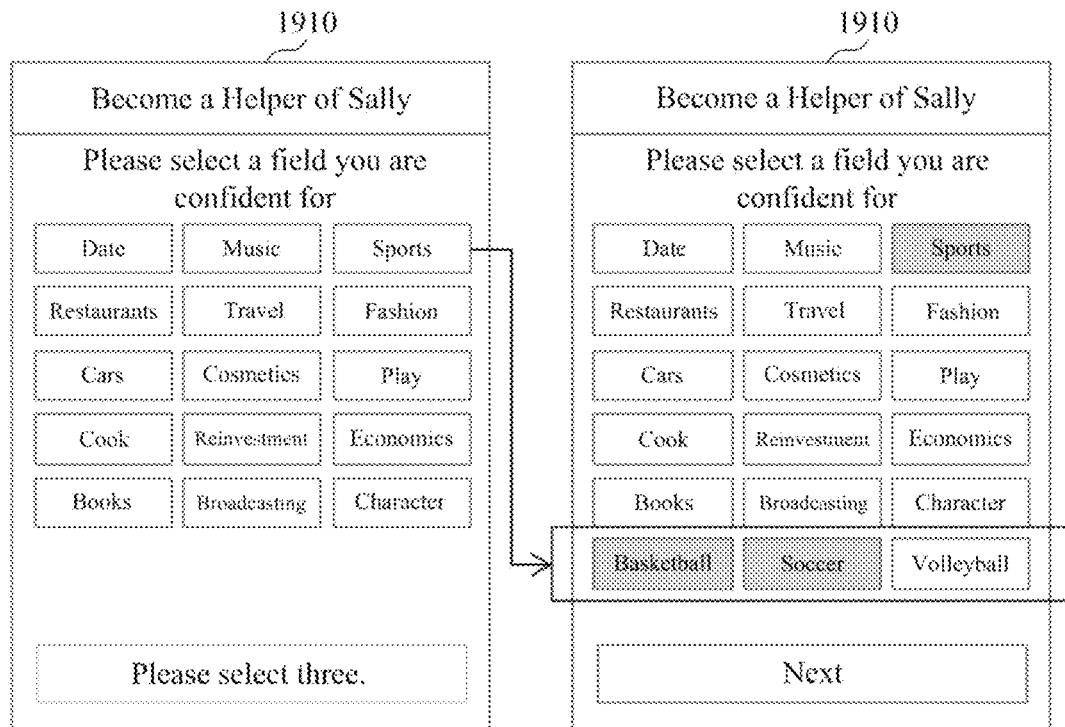 1910
Become a Helper of Sally
Please select a field you are
confident for
Date Music Sports
Restaurants Travel Fashion
Cars Cosmetics Play
Cook Reinvestment Economics
Books Broadcasting Character
Please select three.
1910
Become a Helper of Sally
Please select a field you are
confident for
Date Music Sports
Restaurants Travel Fashion
Cars Cosmetics Play
Cook Reinvestment Economics
Books Broadcasting Character
Basketball Soccer Volleyball
Next